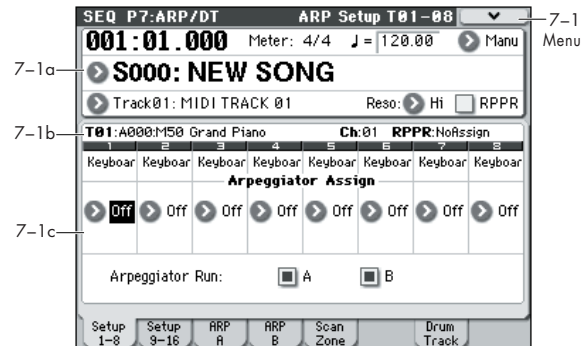 SEQ P7:ARP/DT ARP Setup T01-08
7-1 Menu
001:01.000 Meter: 4/4 ♩= 120.00 Manu
7-1a
S000: NEW SONG
Track01: MIDI TRACK 01 Reso: Hi RPPR
7-1b
T01:A000:M50 Grand Piano Ch:01 RPPR:NoAssign
1 2 3 4 5 6 7 8
Keyboar Keyboar Keyboar Keyboar Keyboar Keyboar Keyboar Keyboar
Arpeggiator Assign
7-1c
Off Off Off Off Off Off Off Off
Arpeggiator Run: A B
Setup 1-8 Setup 9-16 ARP A ARP B Scan Zone Drum Track